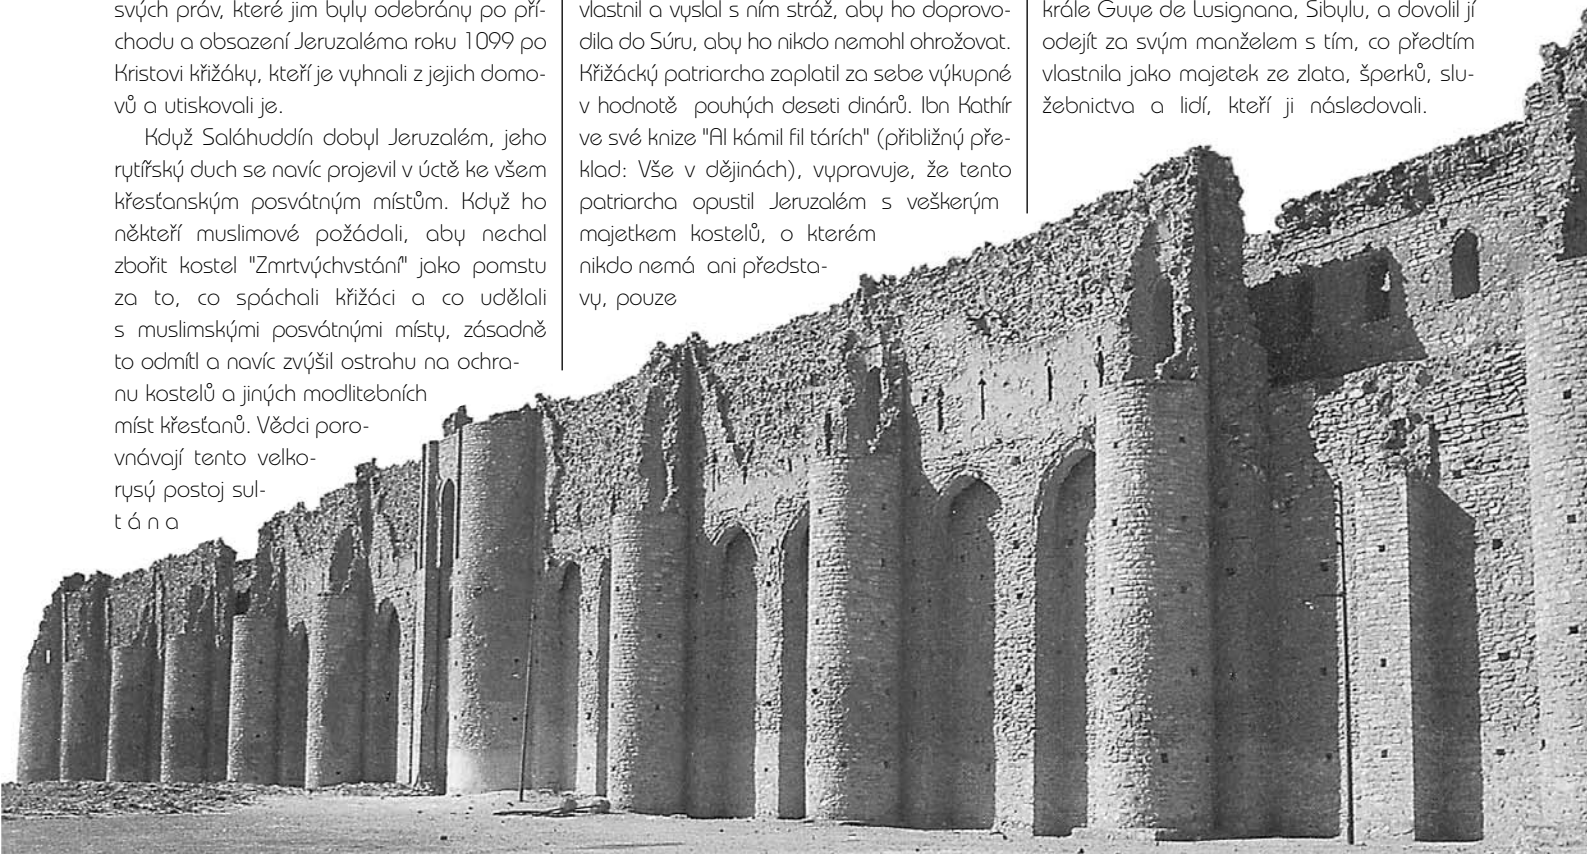 svých práv, které jim byly odebrány po pří-
chodu a obsazení Jeruzaléma roku 1099 po
Kristovi křižáky, kteří je vyhnali z jejich domo-
vů a utiskovali je.
Když Saláhuddín dobyl Jeruzalém, jeho
rytířský duch se navíc projevil v úctě ke všem
křesťanským posvátným místům. Když ho
někteří muslimové požádali, aby nechal
zbořit kostel "Zmrtvýchvstání" jako pomstu
za to, co spáchali křižáci a co udělali
s muslimskými posvátnými místy, zásadně
to odmítl a navíc zvýšil ostrahu na ochra-
nu kostelů a jiných modlitebních
míst křesťanů. Vědci poro-
vnávají tento velko-
rysý postoj sul-
t á n a
vlastnil a vyslal s ním stráž, aby ho doprovo-
dila do Súru, aby ho nikdo nemohl ohrožovat.
Křižácký patriarcha zaplatil za sebe výkupné
v hodnotě pouhých deseti dinárů. Ibn Kathír
ve své knize "Al kámil fil tárích" (přibližný pře-
klad: Vše v dějinách), vypravuje, že tento
patriarcha opustil Jeruzalém s veškerým
majetkem kostelů, o kterém
nikdo nemá ani předsta-
vy, pouze
krále Guye de Lusignana, Sibylu, a dovolil jí
odejít za svým manželem s tím, co předtím
vlastnila jako majetek ze zlata, šperků, slu-
žebnictva a lidí, kteří ji následovali.